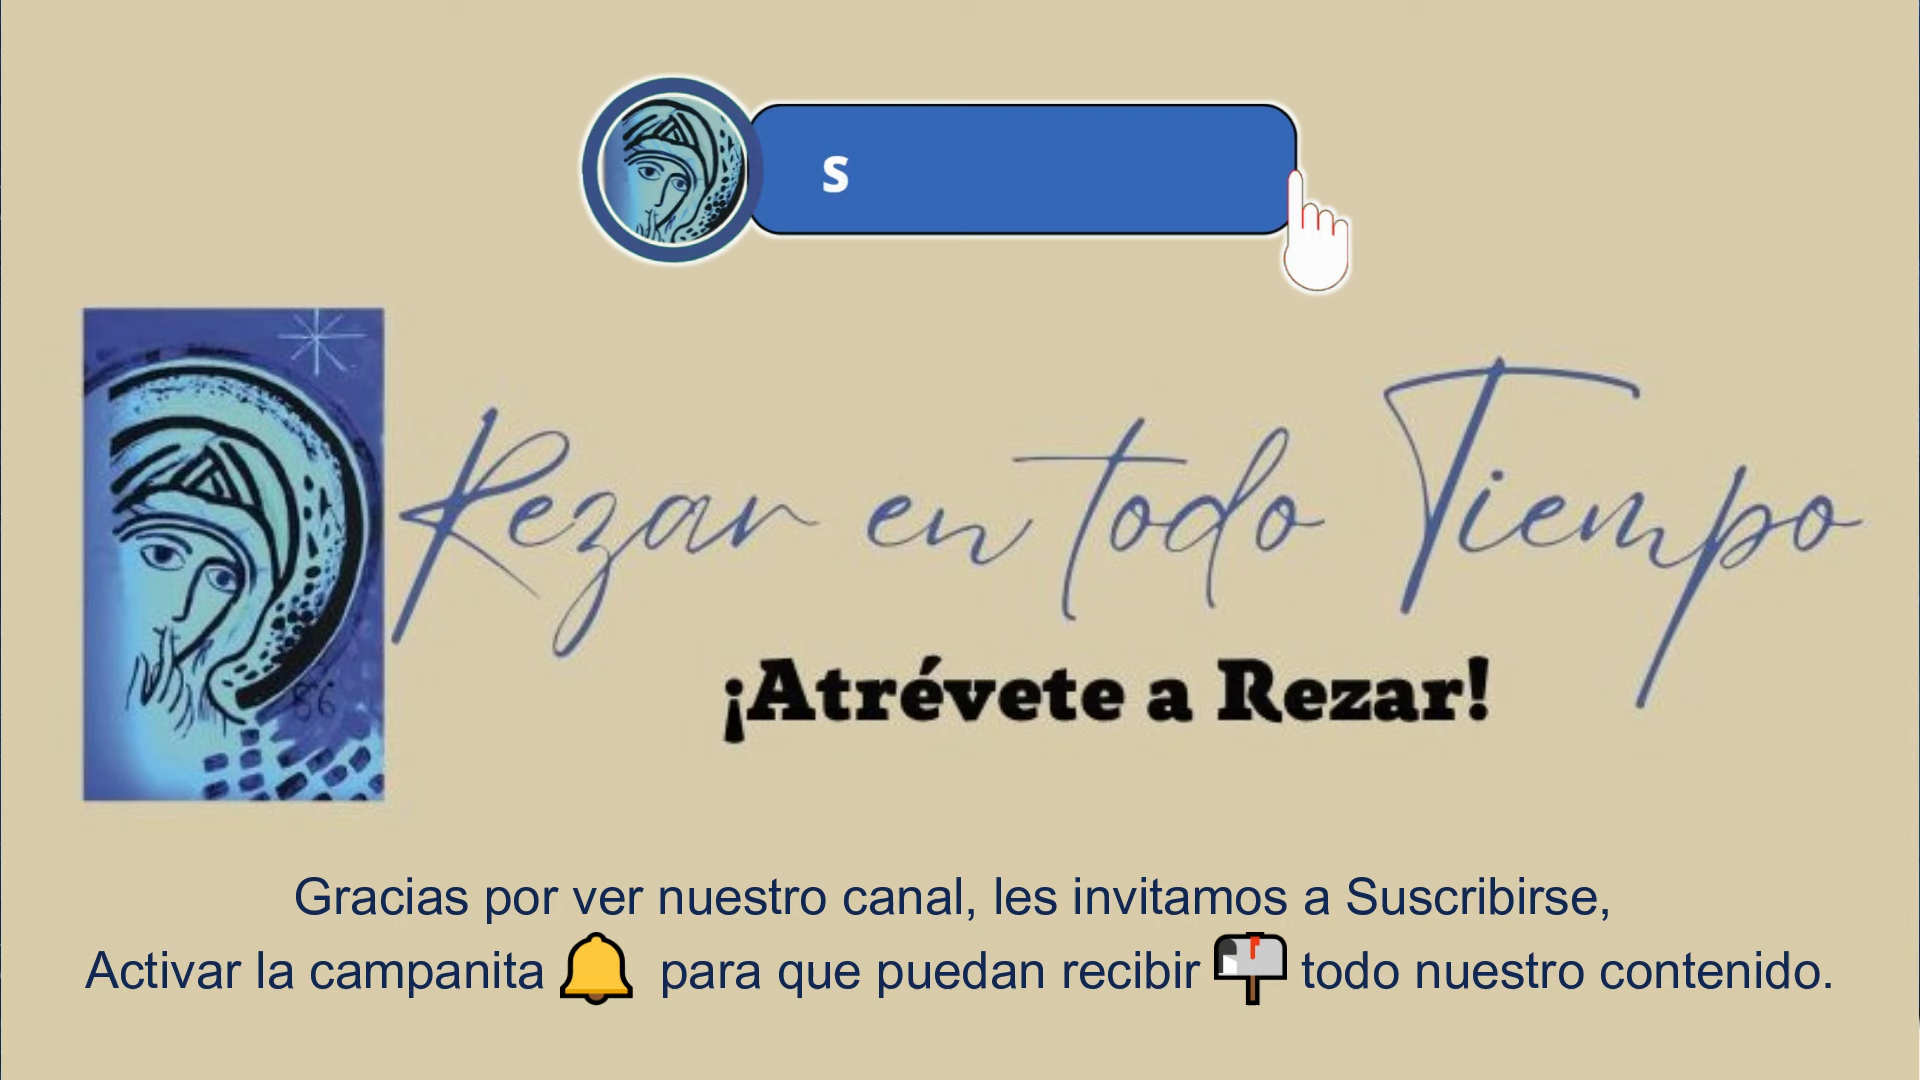 S
Rezar en todo Tiempo
¡Atrévete a Rezar!
Gracias por ver nuestro canal, les invitamos a Suscribirse,
Activar la campanita 🔔 para que puedan recibir 📬 todo nuestro contenido.